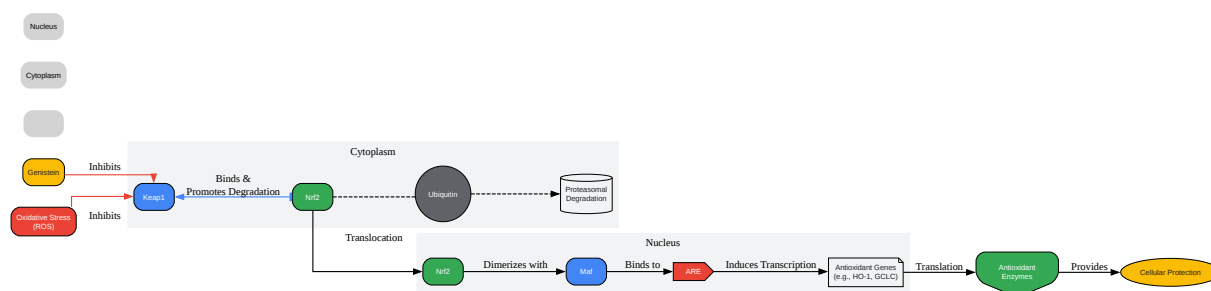 Nucleus
Cytoplasm
Cytoplasm
Genistein
Inhibits
Binds &
Promotes Degradation
Keap1
Nrf2
Ubiquitin
Proteasomal
Degradation
Oxidative Stress
(ROS)
Inhibits
Translocation
Nucleus
Nrf2
Dimerizes with
Maf
Binds to
ARE
Induces Transcription
Antioxidant Genes
(e.g., HO-1, GCLC)
Translation
Antioxidant
Enzymes
Provides
Cellular Protection